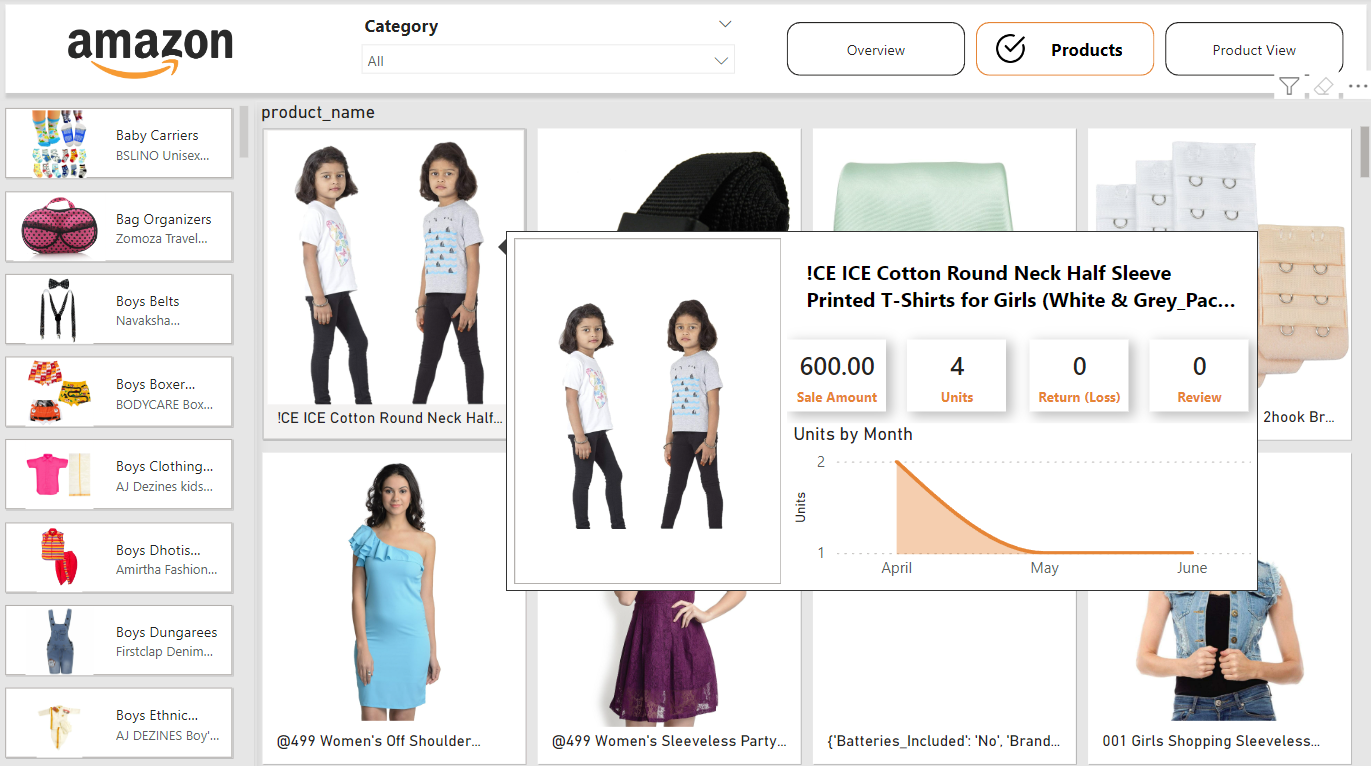 amazon
Category
All
Overview
Products
Product View
Baby Carriers
BSLINO Unisex...
Bag Organizers
Zomoza Travel...
Boys Belts
Navaksha...
Boys Boxer...
BODYCARE Box...
Boys Clothing...
AJ Dezines kids...
Boys Dhotis...
Amirtha Fashion...
Boys Dungarees
Firstclap Denim...
Boys Ethnic...
AJ DEZINES Boy'...
product_name
!CE ICE Cotton Round Neck Half...
2hook Br...
!CE ICE Cotton Round Neck Half Sleeve
Printed T-Shirts for Girls (White & Grey_Pac...
600.00
Sale Amount
4
Units
0
Return (Loss)
0
Review
Units by Month
2
Units
1
April
May
June
@499 Women's Off Shoulder...
@499 Women's Sleeveless Party...
{'Batteries_Included': 'No', 'Brand...
001 Girls Shopping Sleeveless...